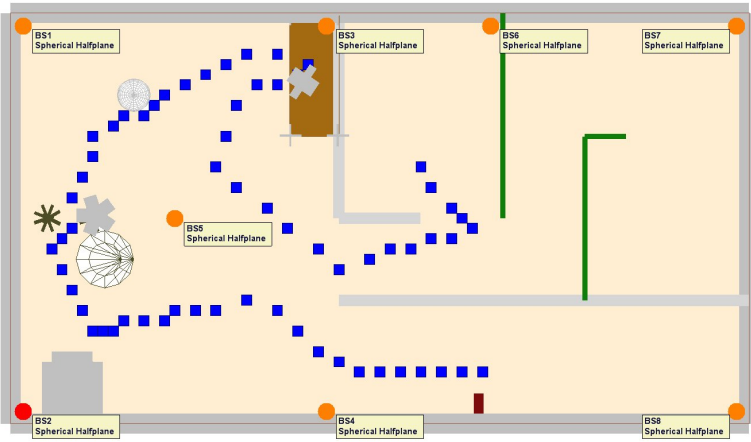 BS1
Spherical Halfplane
BS3
Spherical Halfplane
BS6
Spherical Halfplane
BS7
Spherical Halfplane
BS5
Spherical Halfplane
BS2
Spherical Halfplane
BS4
Spherical Halfplane
BS8
Spherical Halfplane